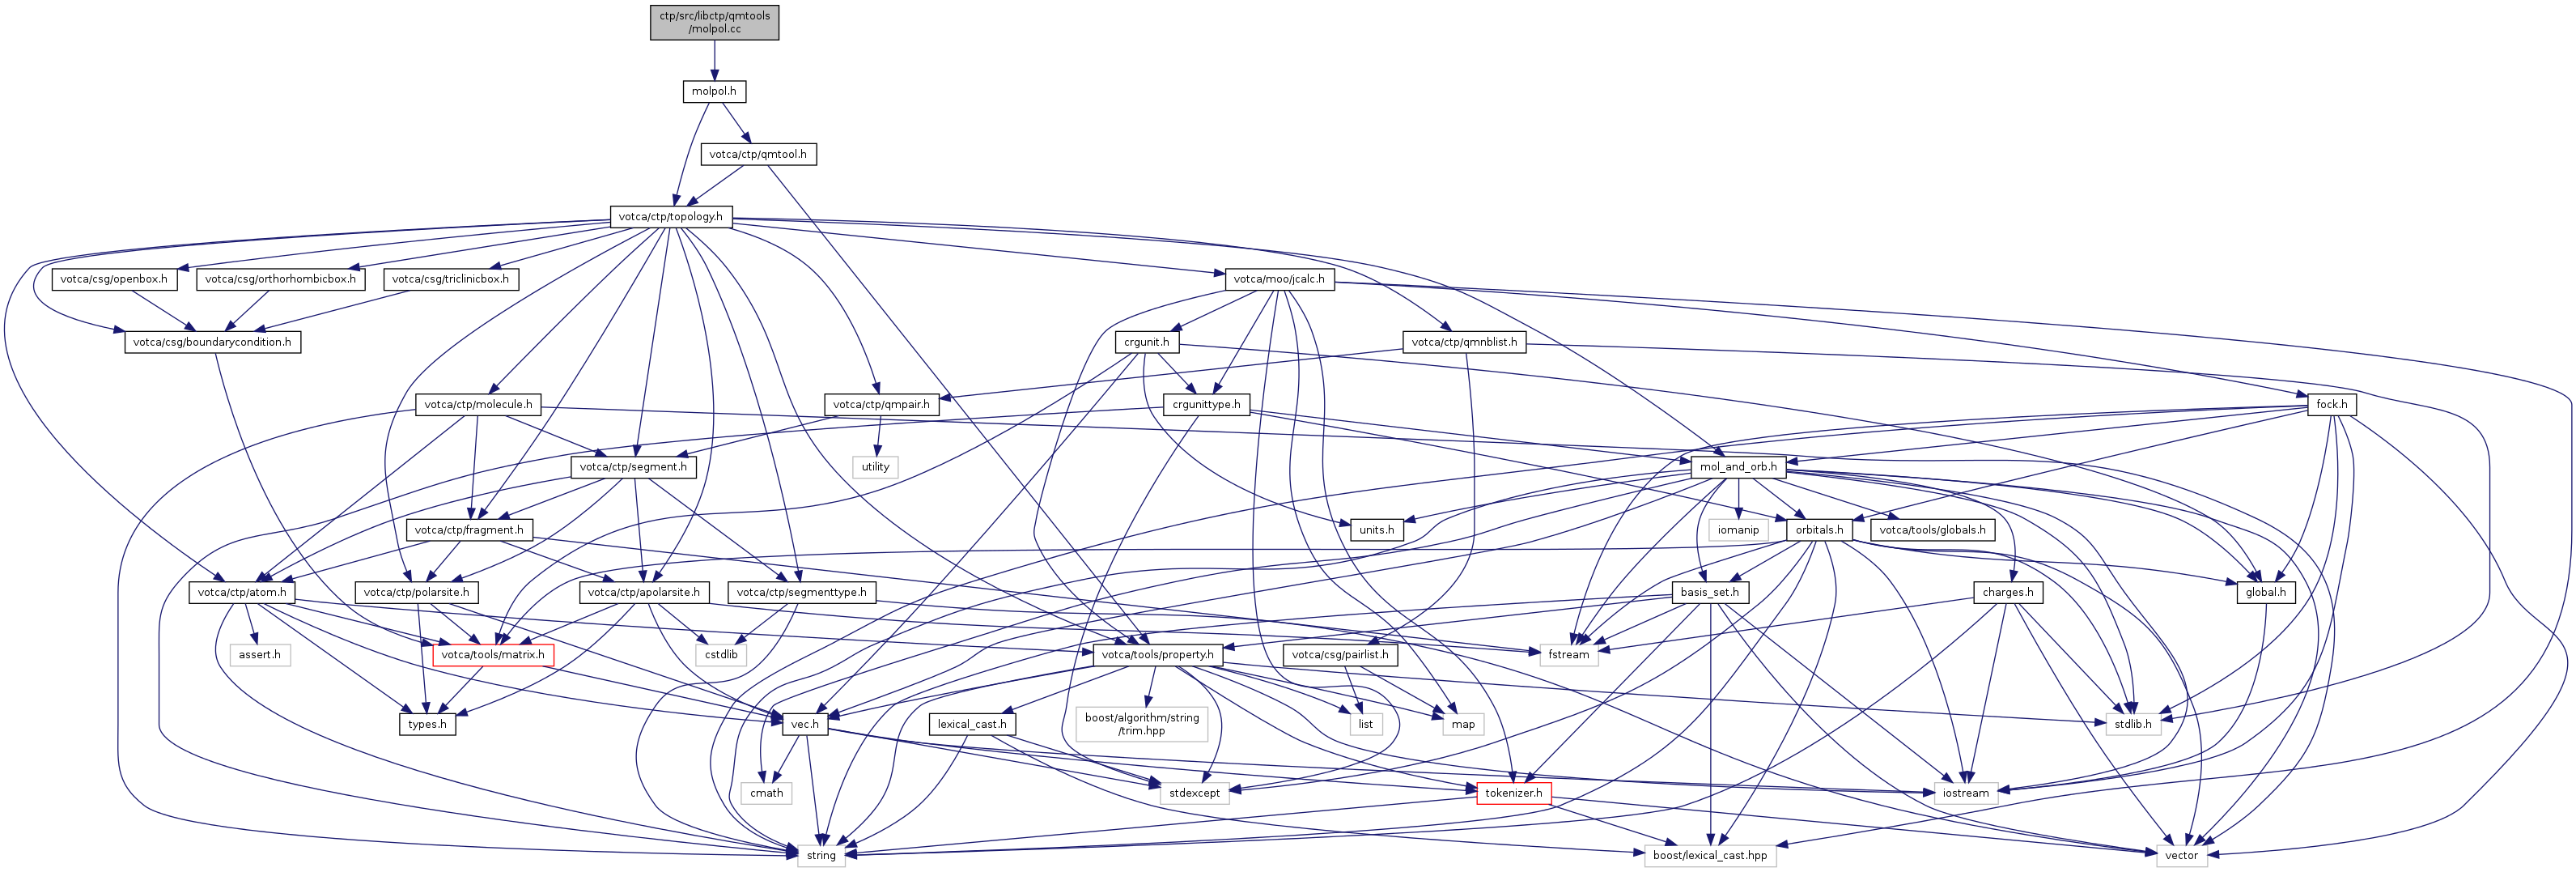 ctp/src/libctp/qmtools
/molpol.cc
molpol.h
votca/ctp/qmtool.h
votca/ctp/topology.h
votca/csg/openbox.h
votca/csg/orthorhombicbox.h
votca/csg/triclinicbox.h
votca/moo/jcalc.h
votca/csg/boundarycondition.h
crgunit.h
votca/ctp/qmnblist.h
votca/ctp/molecule.h
votca/ctp/qmpair.h
crgunittype.h
fock.h
votca/ctp/segment.h
utility
mol_and_orb.h
votca/ctp/fragment.h
units.h
iomanip
orbitals.h
votca/tools/globals.h
votca/ctp/atom.h
votca/ctp/polarsite.h
votca/ctp/apolarsite.h
votca/ctp/segmenttype.h
basis_set.h
charges.h
global.h
assert.h
votca/tools/matrix.h
cstdlib
votca/tools/property.h
votca/csg/pairlist.h
fstream
types.h
vec.h
lexical_cast.h
boost/algorithm/string
/trim.hpp
list
map
stdlib.h
cmath
stdexcept
tokenizer.h
iostream
string
boost/lexical_cast.hpp
vector